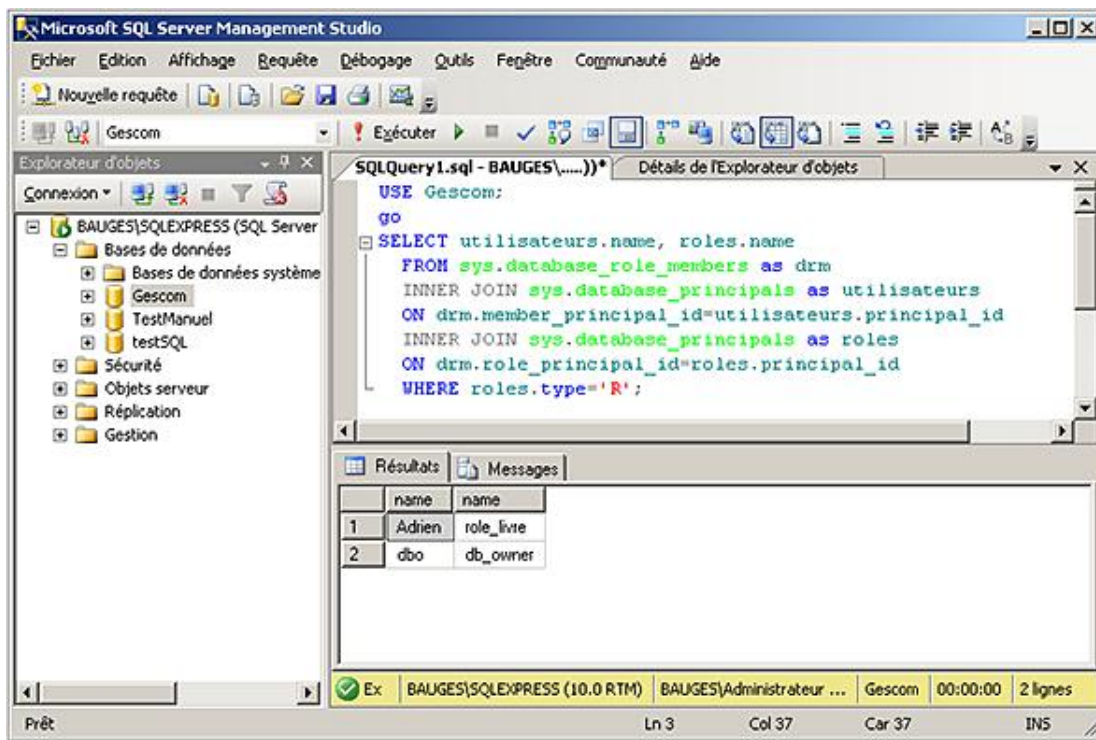 Microsoft SQL Server Management Studio
Fichier Edition Affichage Requête Débogage Outils Fenêtre Communauté Aide
Nouvelle requête
Gescom Exécuter
Explorateur d'objets
Connexion
BAUGES\SQLEXPRESS (SQL Server
Bases de données
Bases de données système
Gescom
TestManuel
testSQL
Sécurité
Objets serveur
Réplication
Gestion
SQLQuery1.sql - BAUGES\.....))* Détails de l'Explorateur d'objets
USE Gescom;
go
SELECT utilisateurs.name, roles.name
FROM sys.database_role_members as drm
INNER JOIN sys.database_principals as utilisateurs
ON drm.member_principal_id=utilisateurs.principal_id
INNER JOIN sys.database_principals as roles
ON drm.role_principal_id=roles.principal_id
WHERE roles.type='R';
Résultats Messages
name name
1 Adrien role_livre
2 dbo db_owner
Ex BAUGES\SQLEXPRESS (10.0 RTM) BAUGES\Administrateur ... Gescom 00:00:00 2 lignes
Prêt Ln 3 Col 37 Car 37 INS